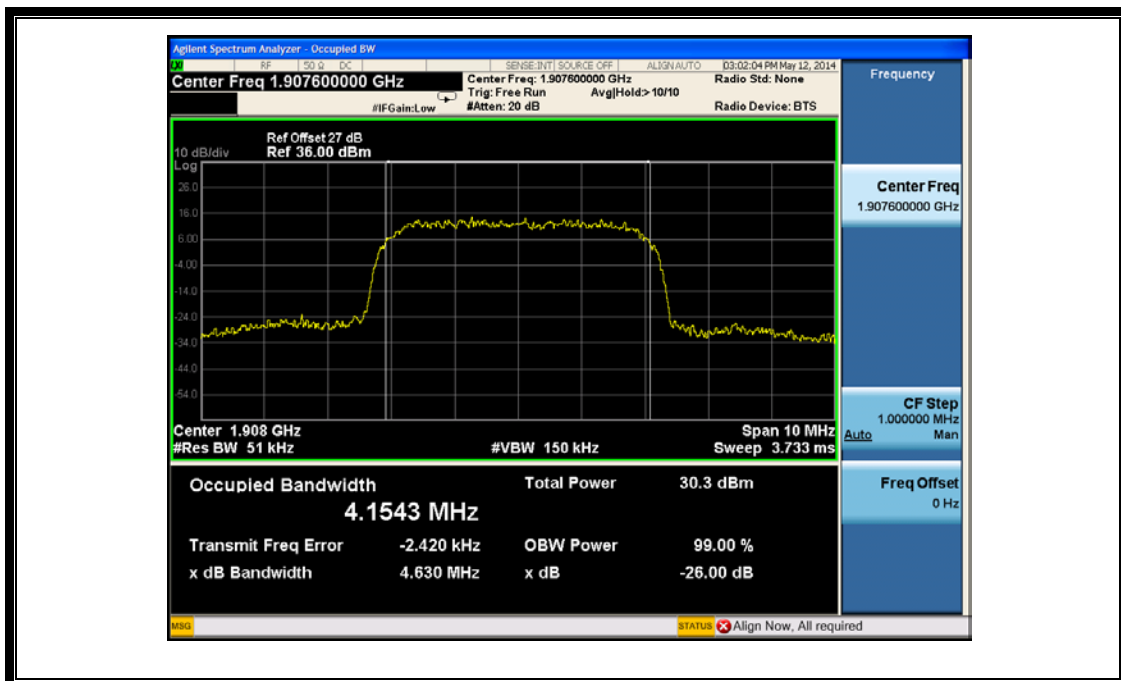 Agilent Spectrum Analyzer - Occupied BW
RF 50 Ω DC SENSE:INT SOURCE OFF ALIGN AUTO 03:02:04 PM May 12, 2014
Center Freq 1.907600000 GHz
Center Freq: 1.907600000 GHz
Radio Std: None
Trig: Free Run Avg|Hold:> 10/10
#IFGain:Low #Atten: 20 dB Radio Device: BTS
Ref Offset 27 dB
10 dB/div Ref 36.00 dBm
Log
26.0
16.0
6.00
-4.00
-14.0
-24.0
-34.0
-44.0
-54.0
Center 1.908 GHz Span 10 MHz
#Res BW 51 kHz #VBW 150 kHz Sweep 3.733 ms
Occupied Bandwidth Total Power 30.3 dBm
4.1543 MHz
Transmit Freq Error -2.420 kHz OBW Power 99.00 %
x dB Bandwidth 4.630 MHz x dB -26.00 dB
Frequency
Center Freq
1.907600000 GHz
CF Step
1.000000 MHz
Auto Man
Freq Offset
0 Hz
MSG STATUS Align Now, All required